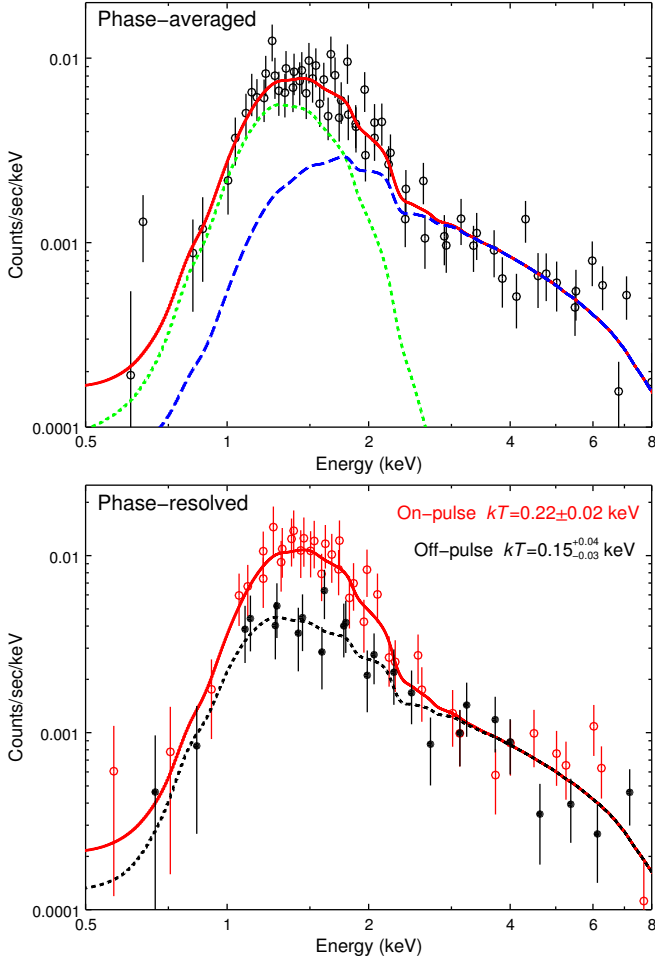 Phase−averaged
0.01
0.001
0.0001
Counts/sec/keV
0.5 1 2 4 6 8
Energy (keV)
Phase−resolved
On−pulse kT=0.22±0.02 keV
Off−pulse kT=0.15+0.04−0.03 keV
0.01
0.001
0.0001
Counts/sec/keV
0.5 1 2 4 6 8
Energy (keV)